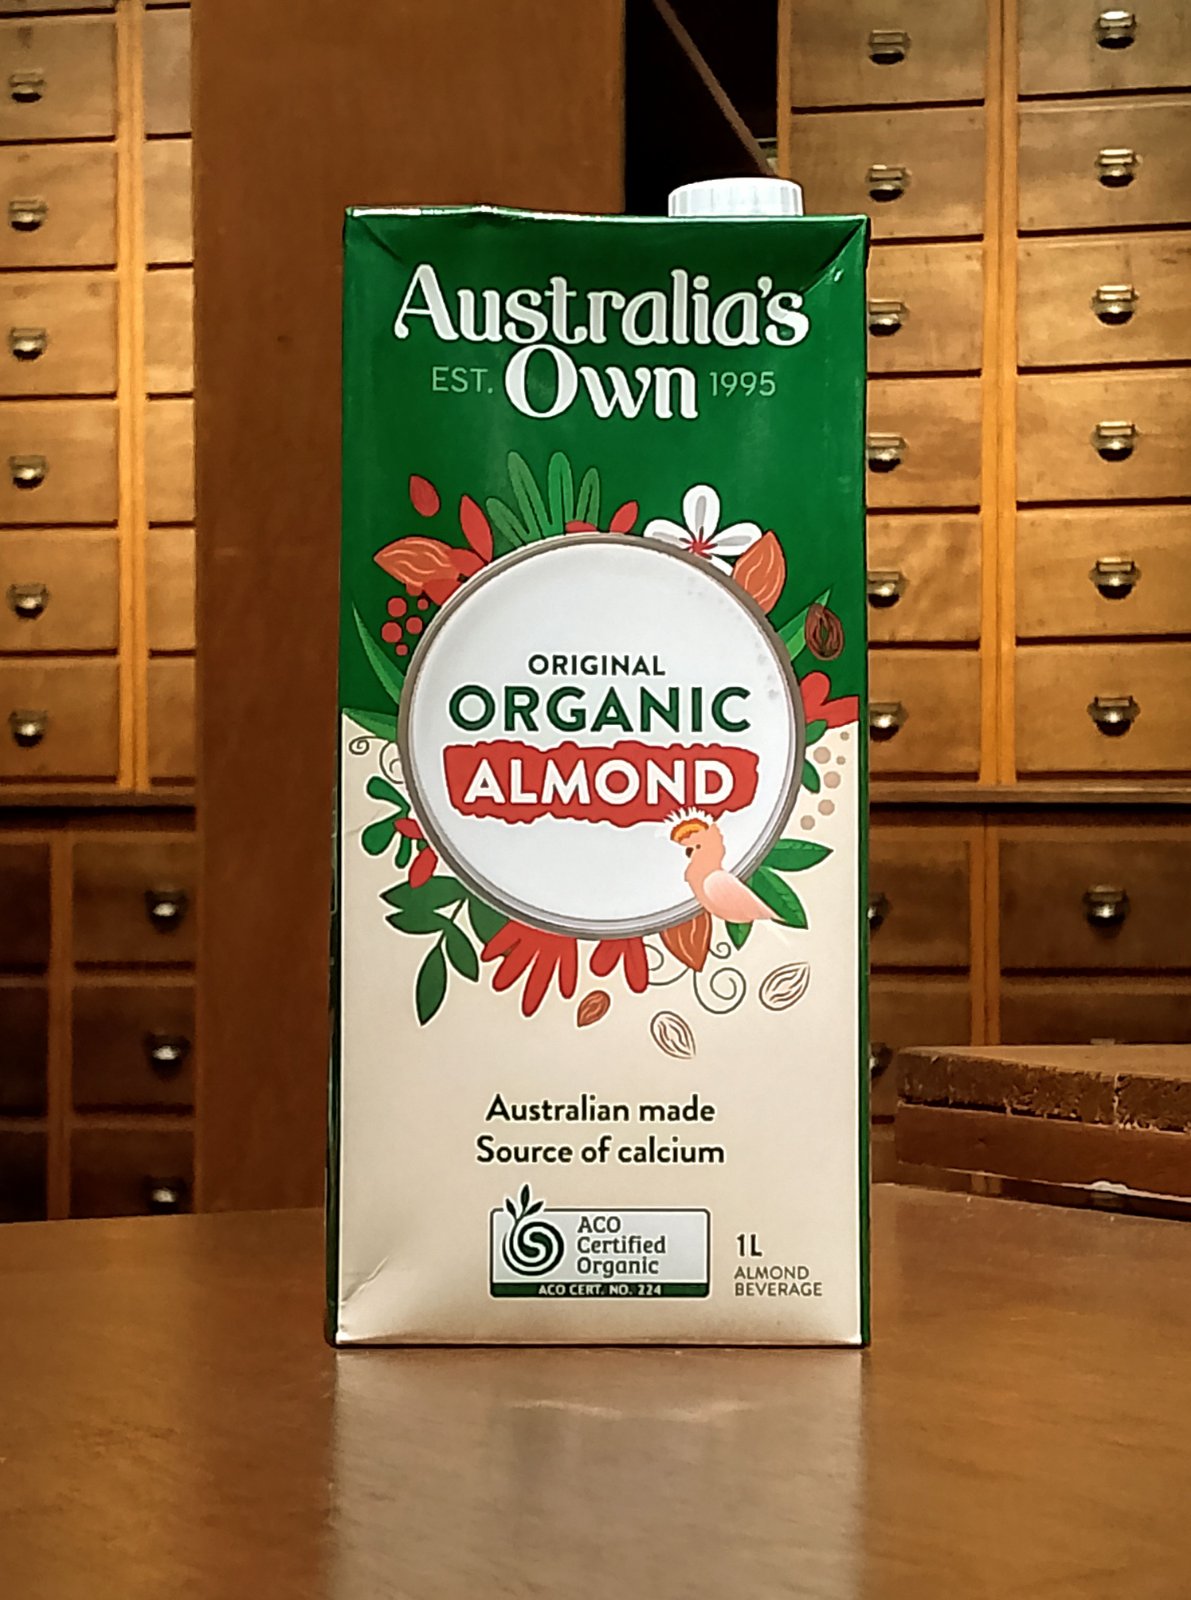 Australia's
EST. Own 1995
ORIGINAL
ORGANIC
ALMOND
Australian made
Source of calcium
ACO
Certified
Organic
ACO CERT. NO. 224
1L
ALMOND
BEVERAGE